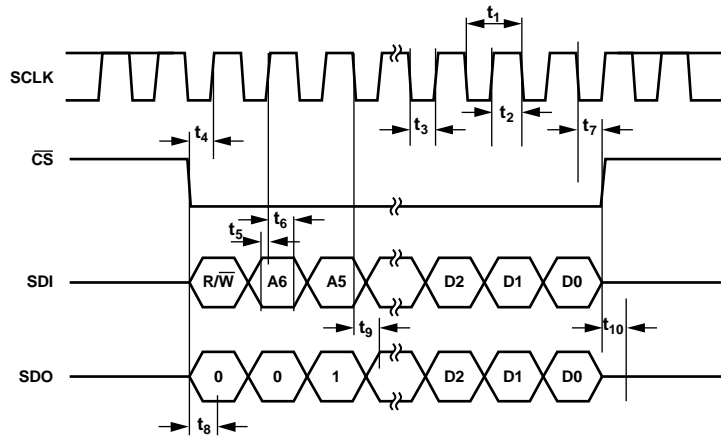 t1
SCLK
t4
t3
t2
t7
CS
t6
t5
SDI
R/W
A6
A5
D2
D1
D0
t9
t10
SDO
0
0
1
D2
D1
D0
t8